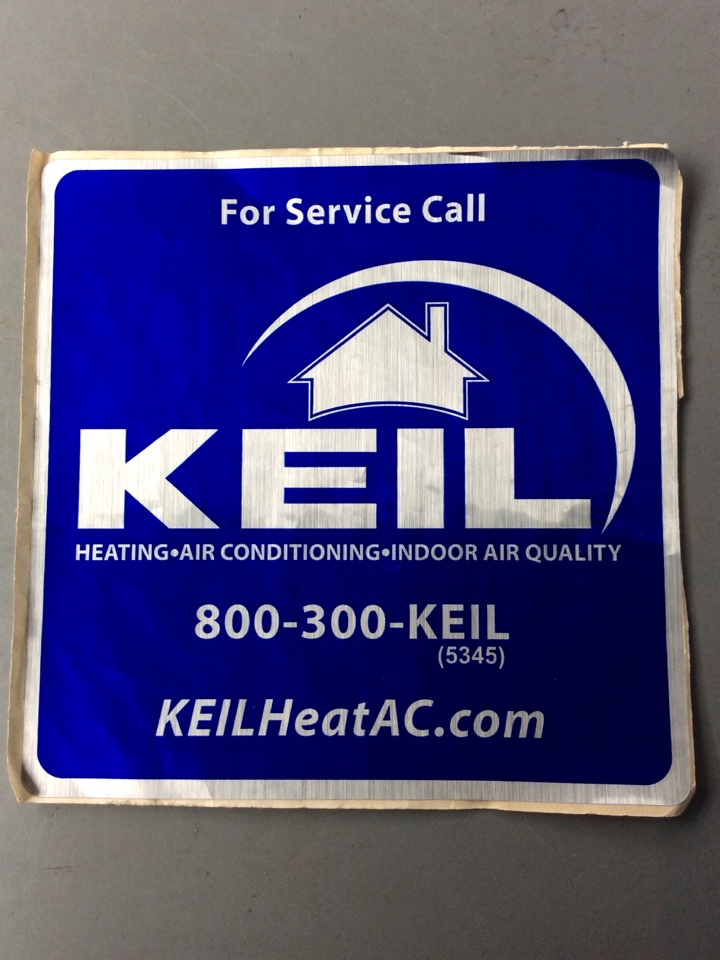 For Service Call
KEIL
HEATING•AIR CONDITIONING•INDOOR AIR QUALITY
800-300-KEIL
(5345)
KEILHeatAC.com